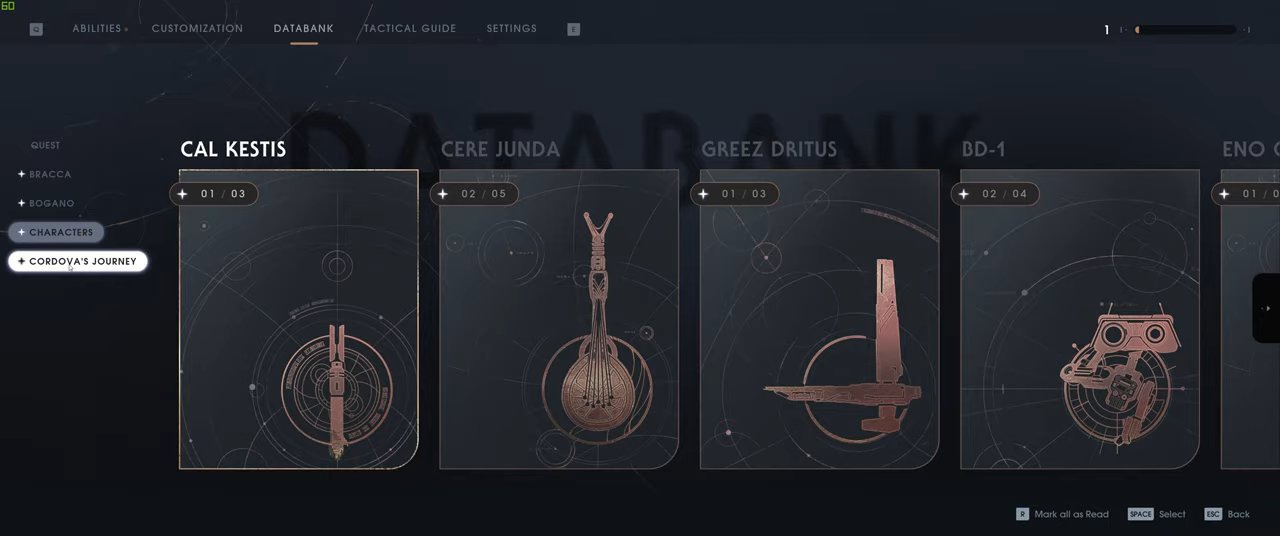 60
Q ABILITIES CUSTOMIZATION DATABANK TACTICAL GUIDE SETTINGS E 1
DATABANK
QUEST
BRACCA
BOGANO
CHARACTERS
CORDOVA'S JOURNEY
CAL KESTIS
01 / 03
CERE JUNDA
02 / 05
GREEZ DRITUS
01 / 03
BD-1
02 / 04
ENO
01 /
R Mark all as Read SPACE Select ESC Back